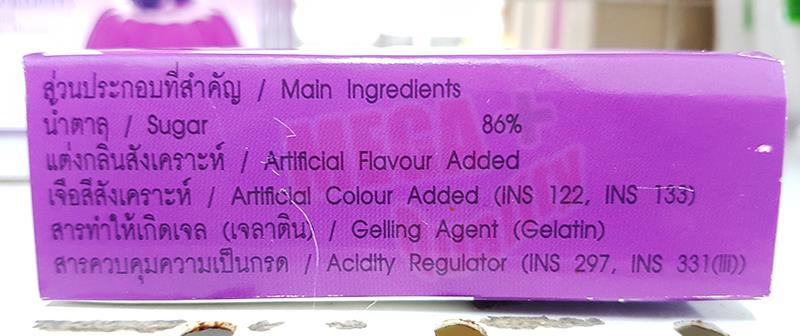 ส่วนประกอบที่สำคัญ / Main Ingredients
น้ำตาล / Sugar 86%
แต่งกลิ่นสังเคราะห์ / Artificial Flavour Added
เจือสีสังเคราะห์ / Artificial Colour Added (INS 122, INS 133)
สารทำให้เกิดเจล (เจลาติน) / Gelling Agent (Gelatin)
สารควบคุมความเป็นกรด / Acidity Regulator (INS 297, INS 331(iii))
MEGA+
Quality